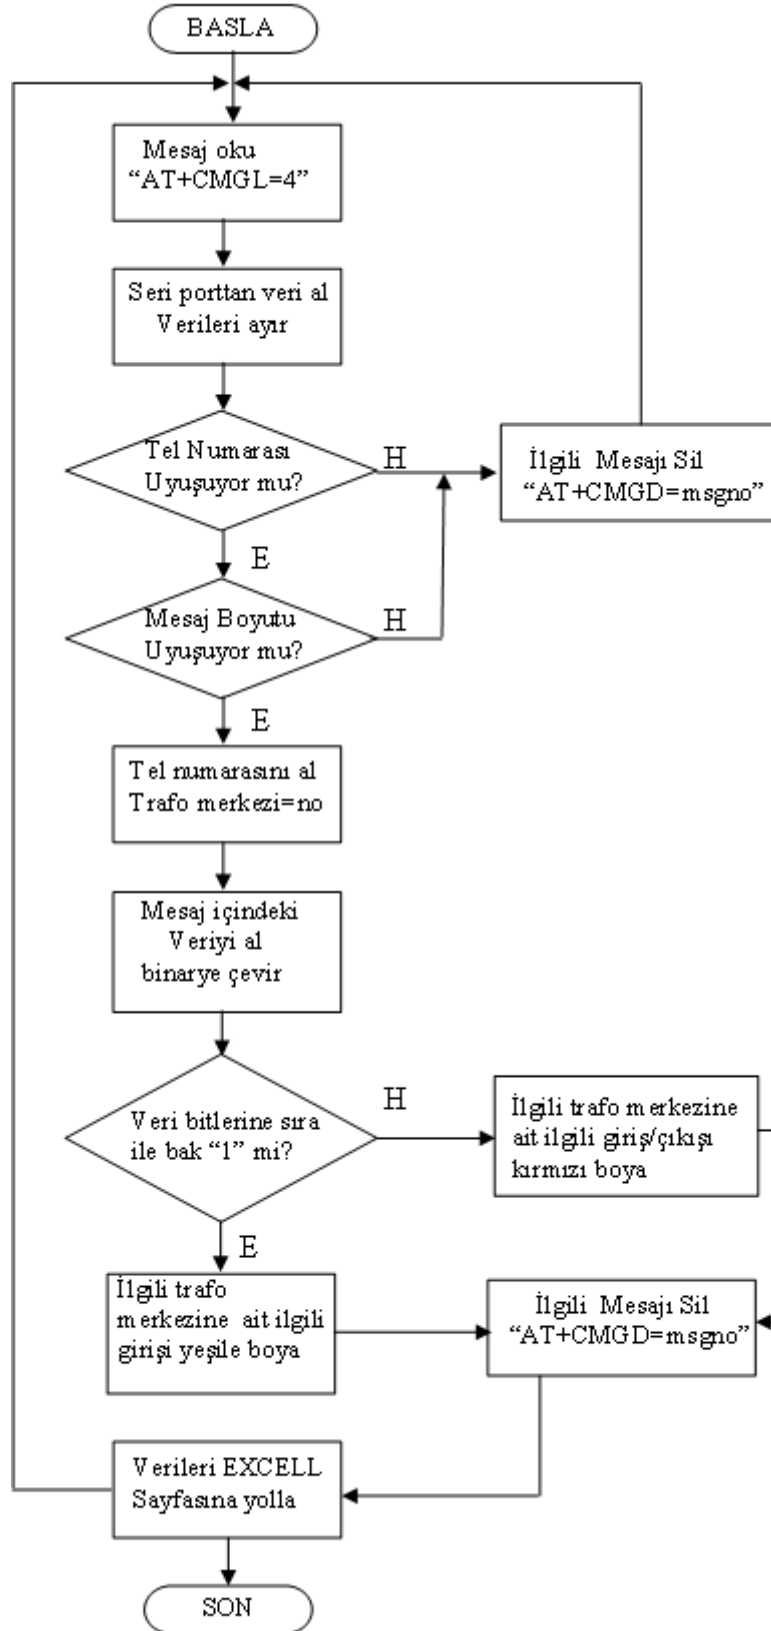 BASLA
Mesaj oku
“AT+CMGL=4”
Seri porttan veri al
Verileri ayır
Tel Numarası
Uyuşuyor mu?
H
İlgili Mesajı Sil
“AT+CMGD=msgno”
E
Mesaj Boyutu
Uyuşuyor mu?
H
E
Tel numarasını al
Trafo merkezi=no
Mesaj içindeki
Veriyi al
binarye çevir
Veri bitlerine sıra
ile bak “1” mi?
H
İlgili trafo merkezine
ait ilgili giriş/çıkışı
kırmızı boya
E
İlgili trafo
merkezine ait ilgili
girişi yeşile boya
İlgili Mesajı Sil
“AT+CMGD=msgno”
Verileri EXCELL
Sayfasına yolla
SON